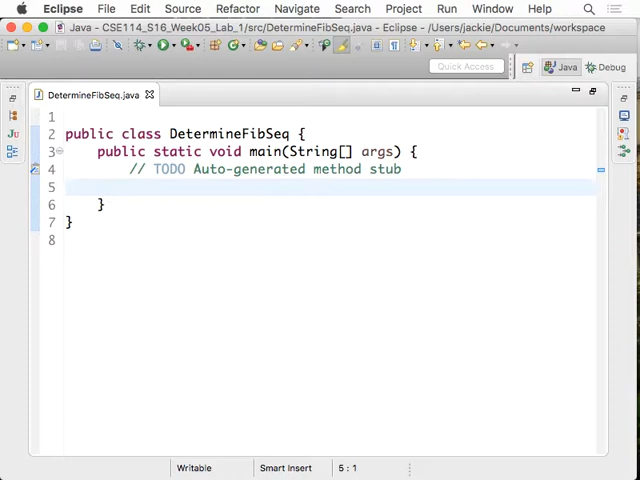 Eclipse File Edit Source Refactor Navigate Search Project Run Window Help
Java - CSE114_S16_Week05_Lab_1/src/DetermineFibSeq.java - Eclipse - /Users/jackie/Documents/workspace
Quick Access Java Debug
DetermineFibSeq.java
1
2 public class DetermineFibSeq {
3 public static void main(String[] args) {
4 // TODO Auto-generated method stub
5
6 }
7 }
8
Writable Smart Insert 5 : 1